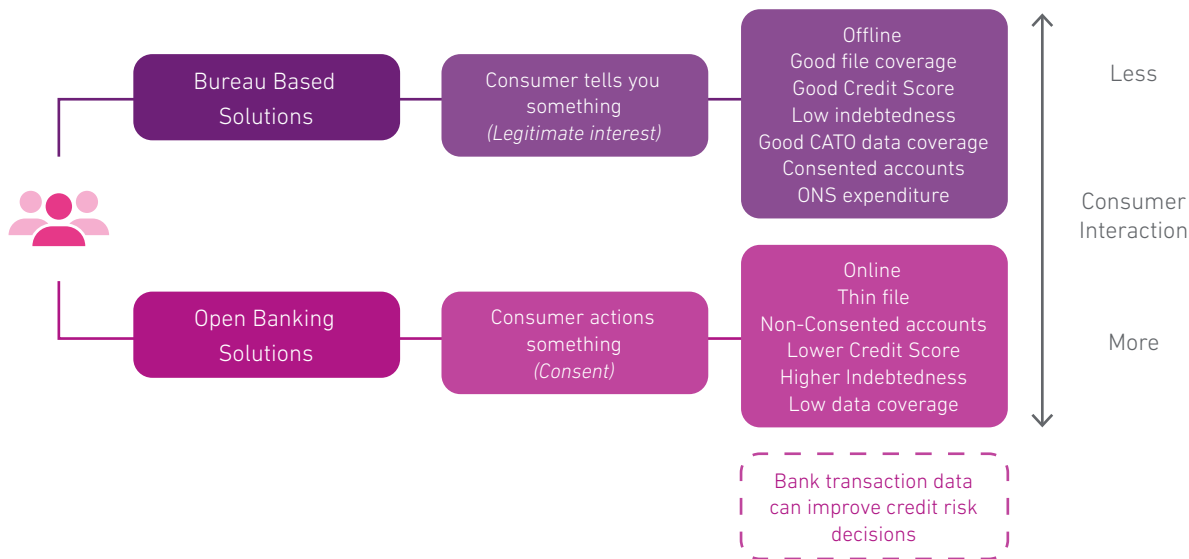 Bureau Based
Solutions
Consumer tells you
something
(Legitimate interest)
Offline
Good file coverage
Good Credit Score
Low indebtedness
Good CATO data coverage
Consented accounts
ONS expenditure
Less
Consumer
Interaction
More
Open Banking
Solutions
Consumer actions
something
(Consent)
Online
Thin file
Non-Consented accounts
Lower Credit Score
Higher Indebtedness
Low data coverage
Bank transaction data
can improve credit risk
decisions